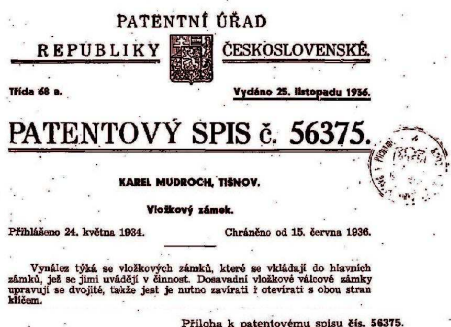 PATENTNÍ ÚŘAD
REPUBLIKY ČESKOSLOVENSKÉ.
Třída 68 a. Vydáno 25. listopadu 1936.
PATENTOVÝ SPIS č. 56375.
KAREL MUDROCH, TIŠNOV.
Vložkový zámek.
Přihlášeno 24. května 1934. Chráněno od 15. června 1936.
Vynález týká se vložkových zámků, které se vkládají do hlavních
zámků, jež se jimi uvádějí v činnost. Dosavadní vložkové válcové zámky
upravují se dvojitě, takže jest je nutno zavírati i otevírati s obou stran
klíčem.
Příloha k patentovému spisu čís. 56375.